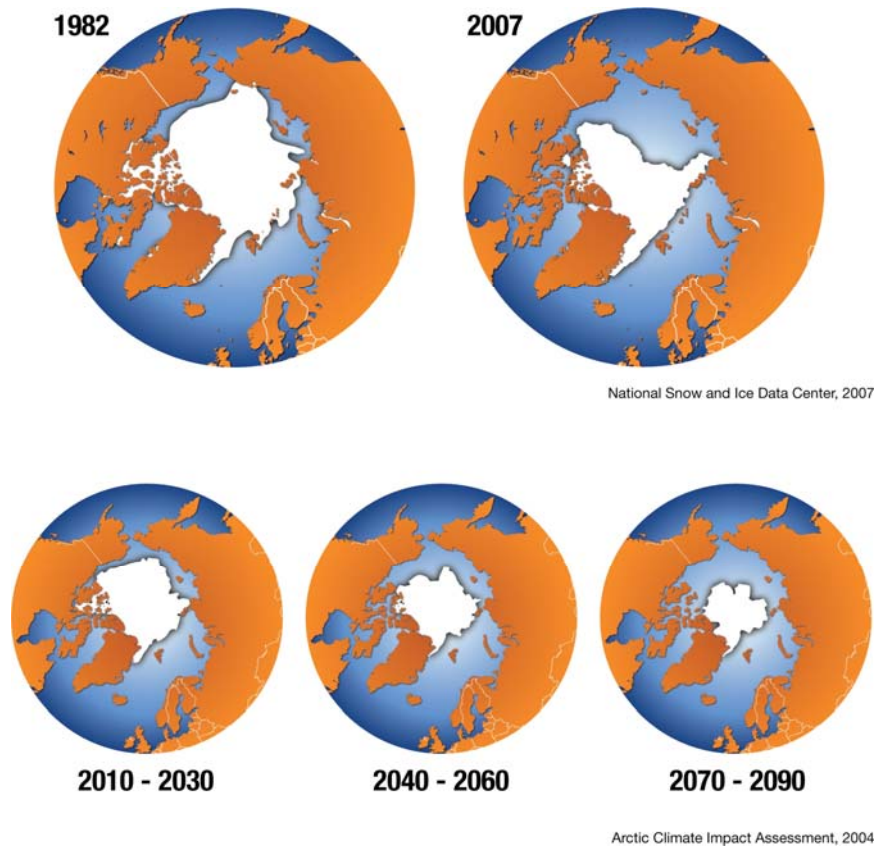 1982
2007
National Snow and Ice Data Center, 2007
2010 - 2030
2040 - 2060
2070 - 2090
Arctic Climate Impact Assessment, 2004